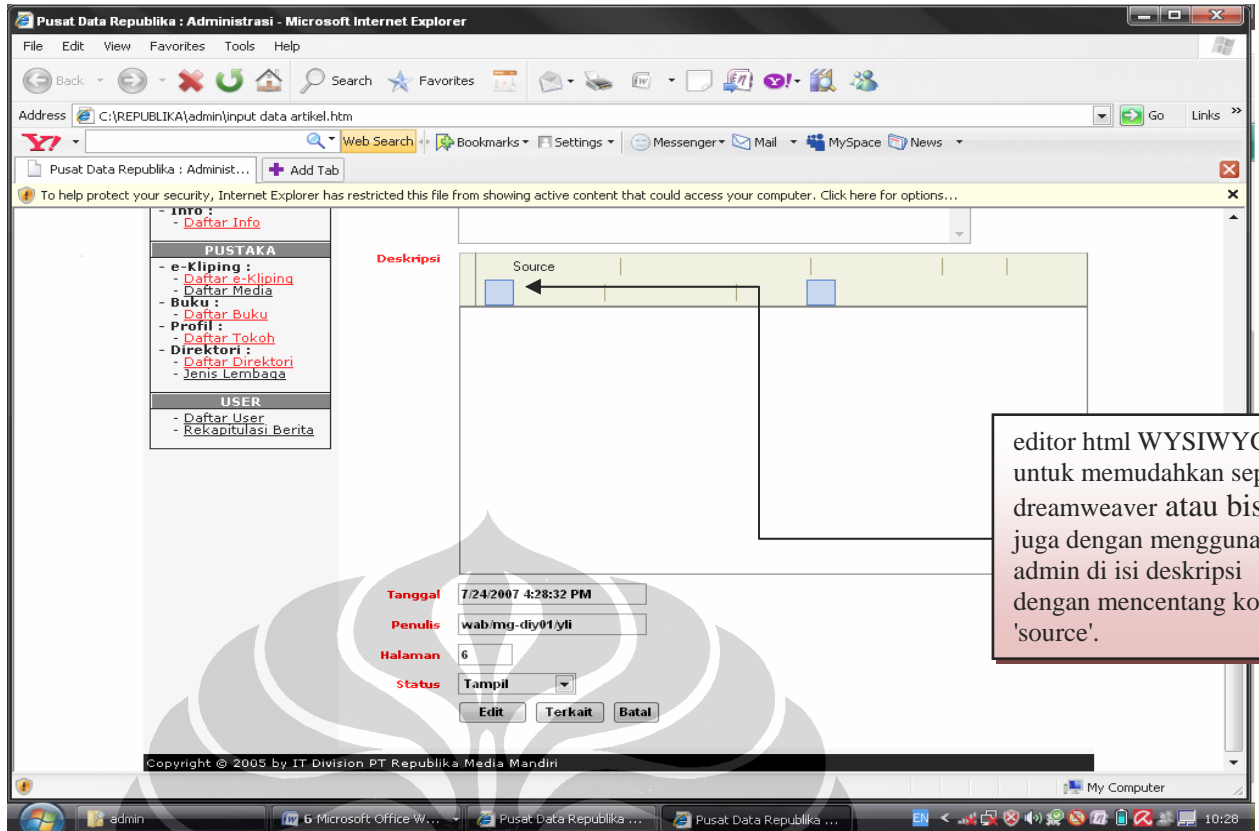 Pusat Data Republika : Administrasi - Microsoft Internet Explorer
File Edit View Favorites Tools Help
Back Search Favorites
Address C:\REPUBLIKA\admin\input data artikel.htm Go Links »
Y! Web Search Bookmarks Settings Messenger Mail MySpace News
Pusat Data Republika : Administ... Add Tab
To help protect your security, Internet Explorer has restricted this file from showing active content that could access your computer. Click here for options...
- Info :
- Daftar Info
PUSTAKA
- e-Kliping :
- Daftar e-Kliping
- Daftar Media
- Buku :
- Daftar Buku
- Profil :
- Daftar Tokoh
- Direktori :
- Daftar Direktori
- Jenis Lembaga
USER
- Daftar User
- Rekapitulasi Berita
Deskripsi
Source
editor html WYSIWYG
untuk memudahkan sep
dreamweaver atau bis
juga dengan mengguna
admin di isi deskripsi
dengan mencentang ko
'source'.
Tanggal 7/24/2007 4:28:32 PM
Penulis wab/mg-diy01/yli
Halaman 6
Status Tampil
Edit Terkait Batal
Copyright © 2005 by IT Division PT Republika Media Mandiri
My Computer
admin 6 Microsoft Office W... Pusat Data Republika ... Pusat Data Republika ... EN < 10:28